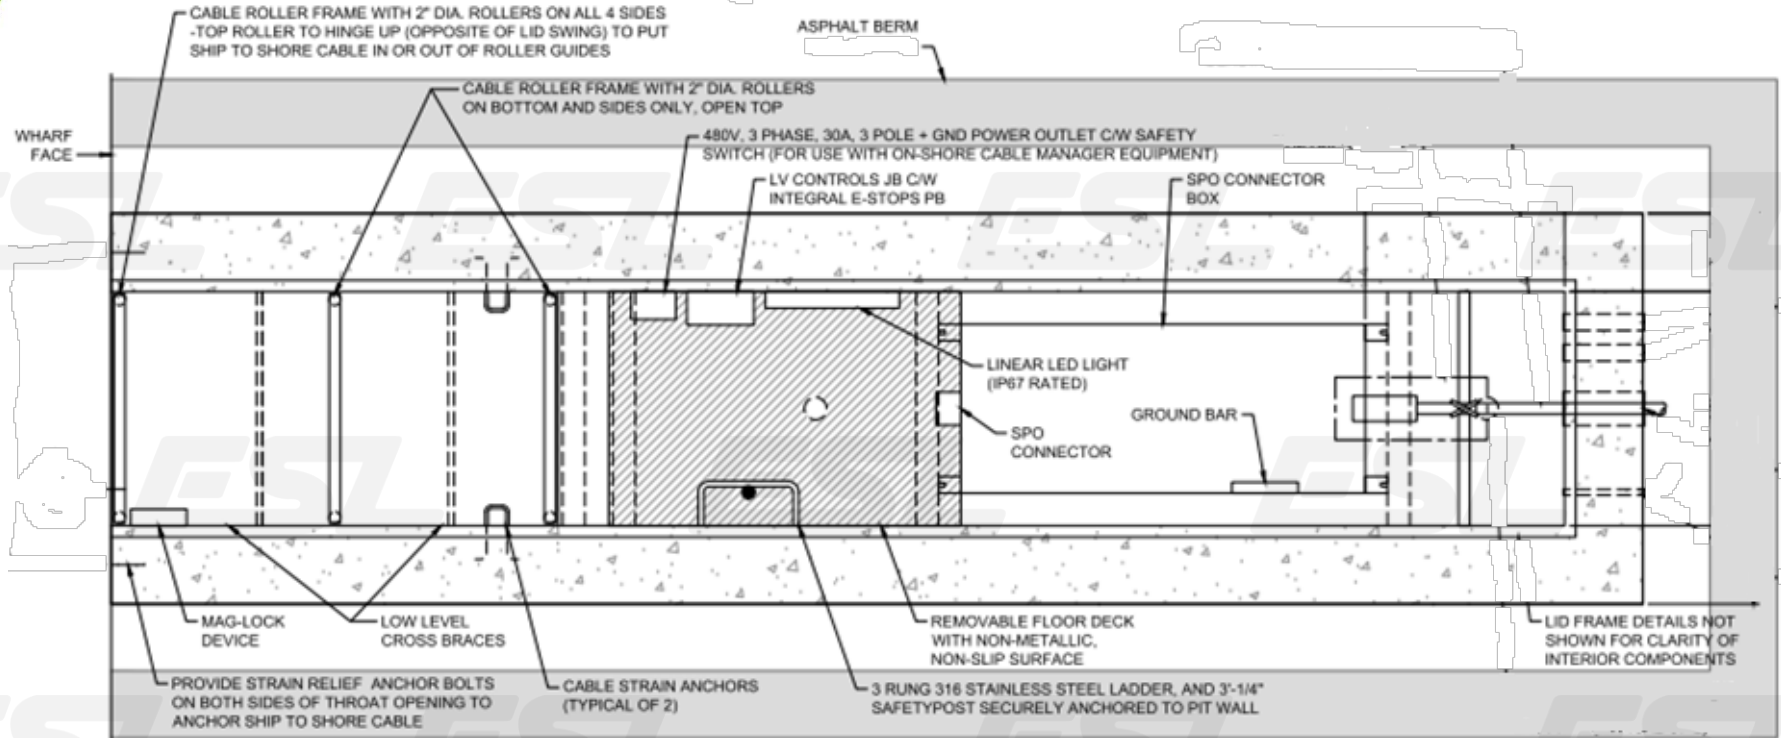 CABLE ROLLER FRAME WITH 2" DIA. ROLLERS ON ALL 4 SIDES
-TOP ROLLER TO HINGE UP (OPPOSITE OF LID SWING) TO PUT
SHIP TO SHORE CABLE IN OR OUT OF ROLLER GUIDES
ASPHALT BERM
CABLE ROLLER FRAME WITH 2" DIA. ROLLERS
ON BOTTOM AND SIDES ONLY, OPEN TOP
WHARF
FACE
480V, 3 PHASE, 30A, 3 POLE + GND POWER OUTLET C/W SAFETY
SWITCH (FOR USE WITH ON-SHORE CABLE MANAGER EQUIPMENT)
LV CONTROLS JB C/W
INTEGRAL E-STOPS PB
SPO CONNECTOR
BOX
ESL ESL ESL ESL
LINEAR LED LIGHT
(IP67 RATED)
GROUND BAR
SPO
CONNECTOR
ESL ESL ESL
MAG-LOCK
DEVICE
LOW LEVEL
CROSS BRACES
REMOVABLE FLOOR DECK
WITH NON-METALLIC,
NON-SLIP SURFACE
LID FRAME DETAILS NOT
SHOWN FOR CLARITY OF
INTERIOR COMPONENTS
PROVIDE STRAIN RELIEF ANCHOR BOLTS
ON BOTH SIDES OF THROAT OPENING TO
ANCHOR SHIP TO SHORE CABLE
CABLE STRAIN ANCHORS
(TYPICAL OF 2)
3 RUNG 316 STAINLESS STEEL LADDER, AND 3'-1/4"
SAFETYPOST SECURELY ANCHORED TO PIT WALL